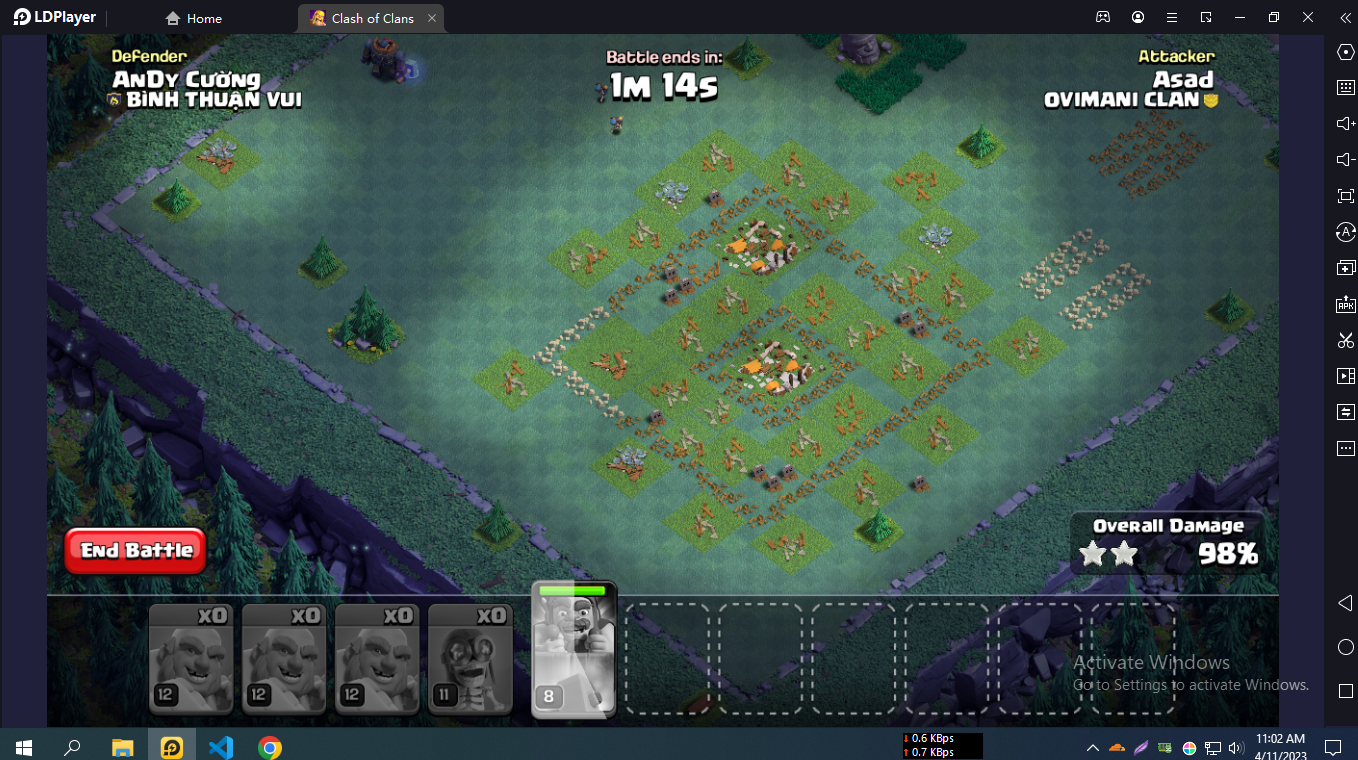 LDPlayer
Home
Clash of Clans
Defender
AnDy Cường
BÌNH THUẬN VUI
Battle ends in:
1m 14s
Attacker
Asad
OVIMANI CLAN
End Battle
Overall Damage
98%
x0
x0
x0
x0
12
12
12
11
8
Activate Windows
Go to Settings to activate Windows.
APK
0.6 KBps
0.7 KBps
11:02 AM
4/11/2023